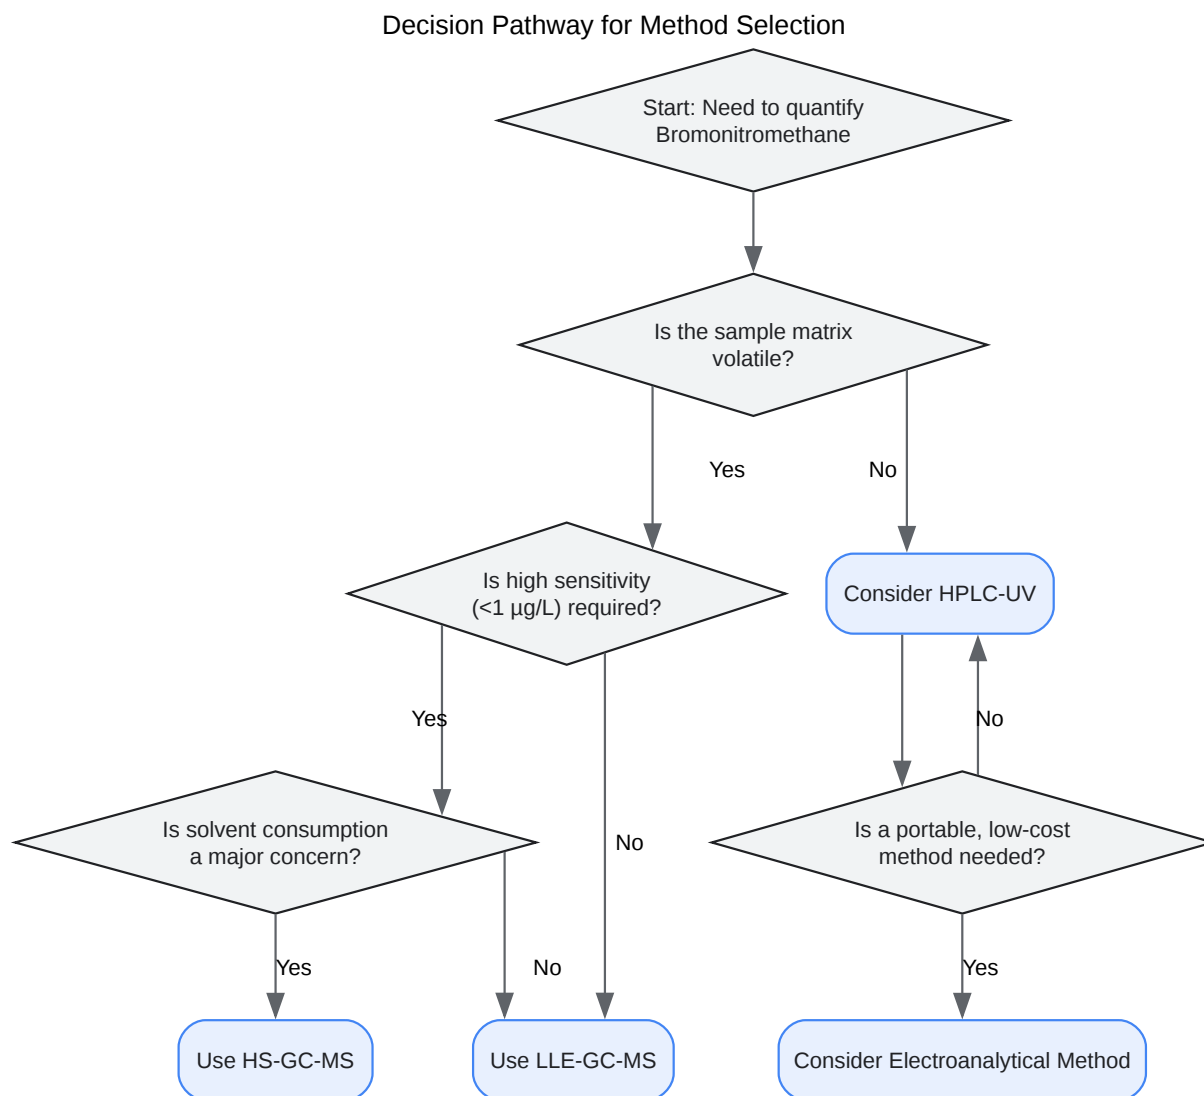 Decision Pathway for Method Selection
Start: Need to quantify
Bromonitromethane
Is the sample matrix
volatile?
Yes
No
Is high sensitivity
(<1 µg/L) required?
Consider HPLC-UV
Yes
No
Is solvent consumption
a major concern?
No
Is a portable, low-cost
method needed?
Yes
No
Yes
Use HS-GC-MS
Use LLE-GC-MS
Consider Electroanalytical Method